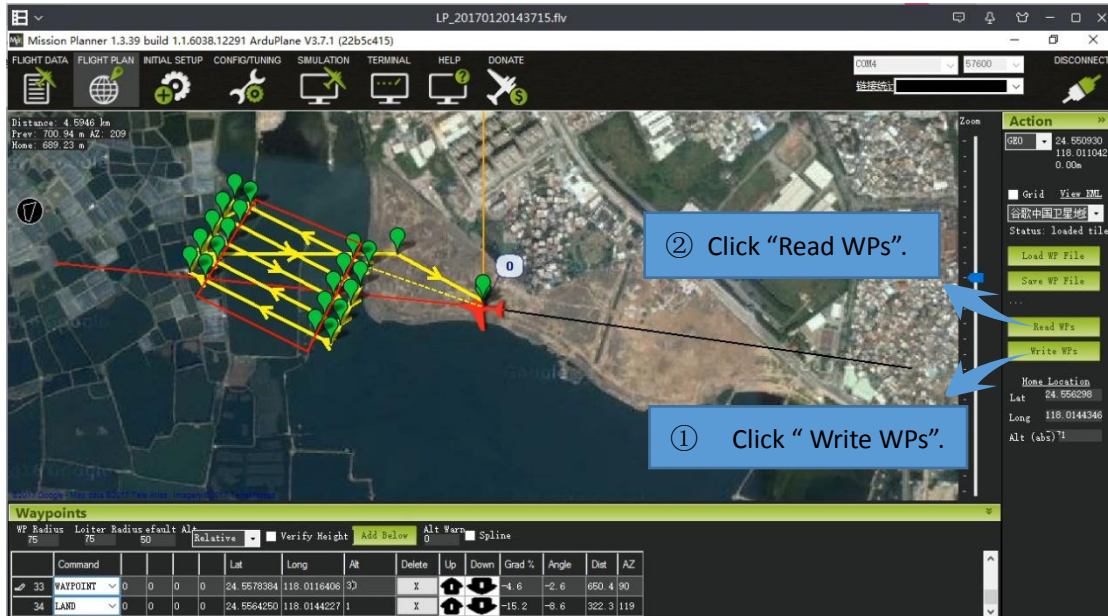 LP_20170120143715.flv
Mission Planner 1.3.39 build 1.1.6038.12291 ArduPlane V3.7.1 (22b5c415)
FLIGHT DATA FLIGHT PLAN INITIAL SETUP CONFIG/TUNING SIMULATION TERMINAL HELP DONATE
COM4 57600 DISCONNECT
Distance: 4.5946 km
Prev: 700.94 m AZ: 209
Home: 689.23 m
Zoom
0
② Click “Read WPs”.
① Click “ Write WPs”.
Action »
GEO 24.550930
118.011042
0.00m
Grid View KML
谷歌中国卫星地
Status: loaded tile
Load WP File
Save WP File
...
Read WPs
Write WPs
Home Location
Lat 24.556298
Long 118.0144346
Alt (abs) 71
Waypoints
WP Radius Loiter Radius efault Alt Alt Warn
75 75 50 Relative Verify Height Add Below 0 Spline
Command Lat Long Alt Delete Up Down Grad % Angle Dist AZ
33 WAYPOINT 0 0 0 0 24.5578384 118.0116406 X -4.6 -2.6 650.4 90
34 LAND 0 0 0 0 24.5564250 118.0144227 1 X -15.2 -8.6 322.3 119